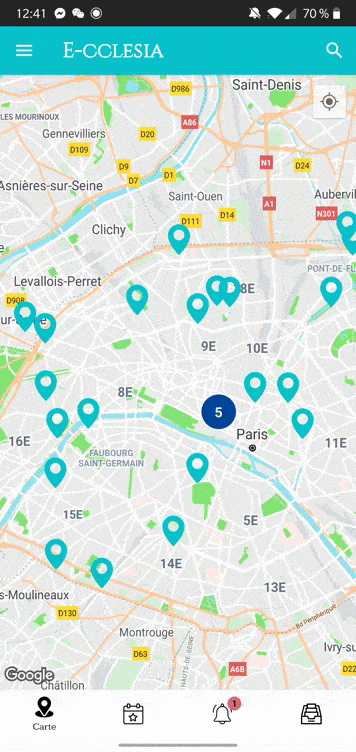 12:41 70 %
E-CCLESIA
D986
Saint-Denis
LES MOURINOUX
A86
Gennevilliers
D20
D109
N1
D9
D24
D7
D1
Asnières-sur-Seine
Saint-Ouen
Auberv
A1
D14
N301
D111
Clichy
PONT-DE-FL
Levallois-Perret
8E
D908
9E
10E
8E
5
Paris
16E
11E
FAUBOURG
SAINT-GERMAIN
15E
5E
14E
13E
s-Moulineaux
D130
Bd Périphérique
Montrouge
Ivry-su
D63
HAUTS-DE-SEINE
A6B
D22
Google
Châtillon
1
Carte